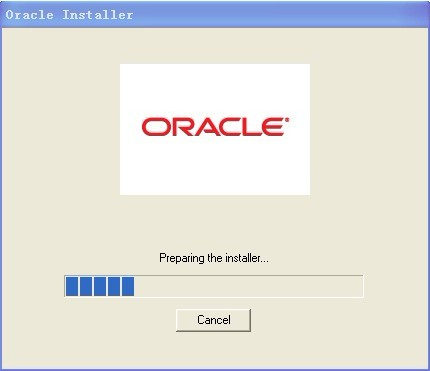 Oracle Installer
ORACLE®
Preparing the installer...
Cancel